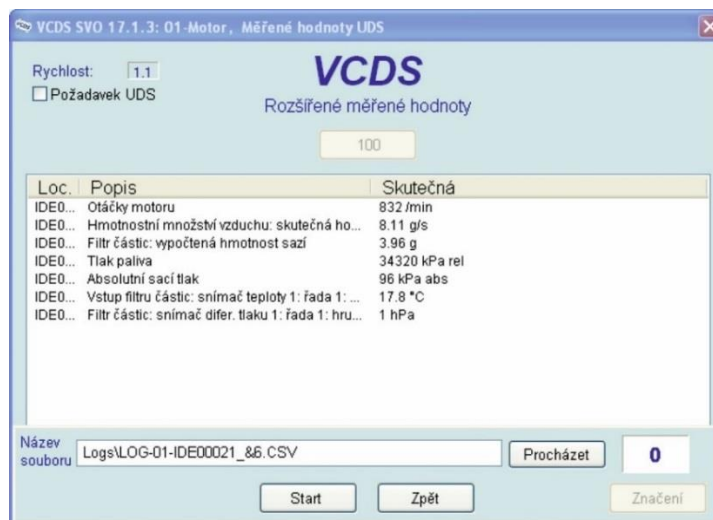 VCDS SVO 17.1.3: 01-Motor, Měřené hodnoty UDS
Rychlost: 1.1
Požadavek UDS
VCDS
Rozšířené měřené hodnoty
100
Loc. Popis Skutečná
IDE0... Otáčky motoru 832 /min
IDE0... Hmotnostní množství vzduchu: skutečná ho... 8.11 g/s
IDE0... Filtr částic: vypočtená hmotnost sazí 3.96 g
IDE0... Tlak paliva 34320 kPa rel
IDE0... Absolutní sací tlak 96 kPa abs
IDE0... Vstup filtru částic: snímač teploty 1: řada 1: ... 17.8 °C
IDE0... Filtr částic: snímač difer. tlaku 1: řada 1: hru... 1 hPa
Název souboru Logs\LOG-01-IDE00021_&6.CSV Procházet 0
Start Zpět Značení